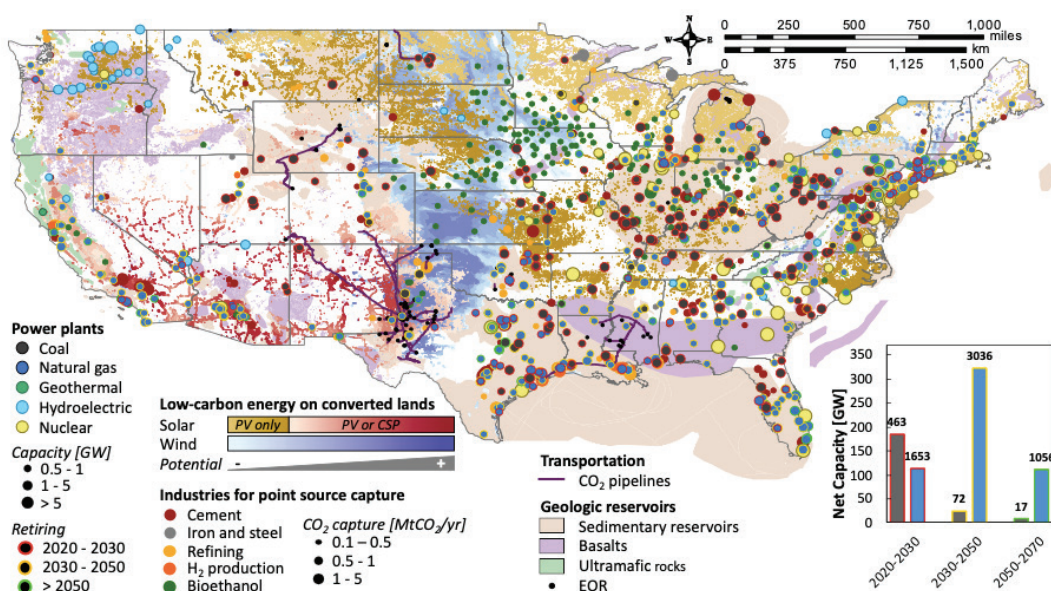 N
W E
S
0 250 500 750 1,000
miles
km
0 375 750 1,125 1,500
Power plants
Coal
Natural gas
Geothermal
Hydroelectric
Nuclear
Capacity [GW]
0.5 - 1
1 - 5
> 5
Retiring
2020 - 2030
2030 - 2050
> 2050
Low-carbon energy on converted lands
Solar PV only PV or CSP
Wind
Potential - +
Industries for point source capture
Cement
Iron and steel
Refining
H2 production
Bioethanol
CO2 capture [MtCO2/yr]
0.1 – 0.5
0.5 - 1
1 - 5
Transportation
CO2 pipelines
Geologic reservoirs
Sedimentary reservoirs
Basalts
Ultramafic rocks
EOR
Net Capacity [GW]
350
300
250
200
150
100
50
0
463
1653
72
3036
17
1056
2020-2030
2030-2050
2050-2070